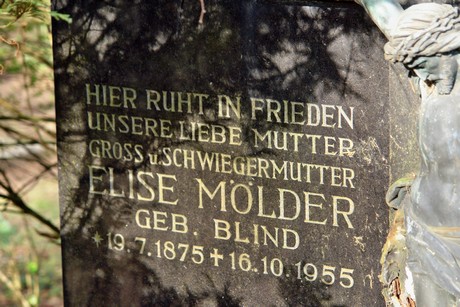 HIER RUHT IN FRIEDEN
UNSERE LIEBE MUTTER
GROSS u. SCHWIEGERMUTTER
ELISE MÖLDER
GEB. BLIND
* 19.7.1875 + 16.10.1955